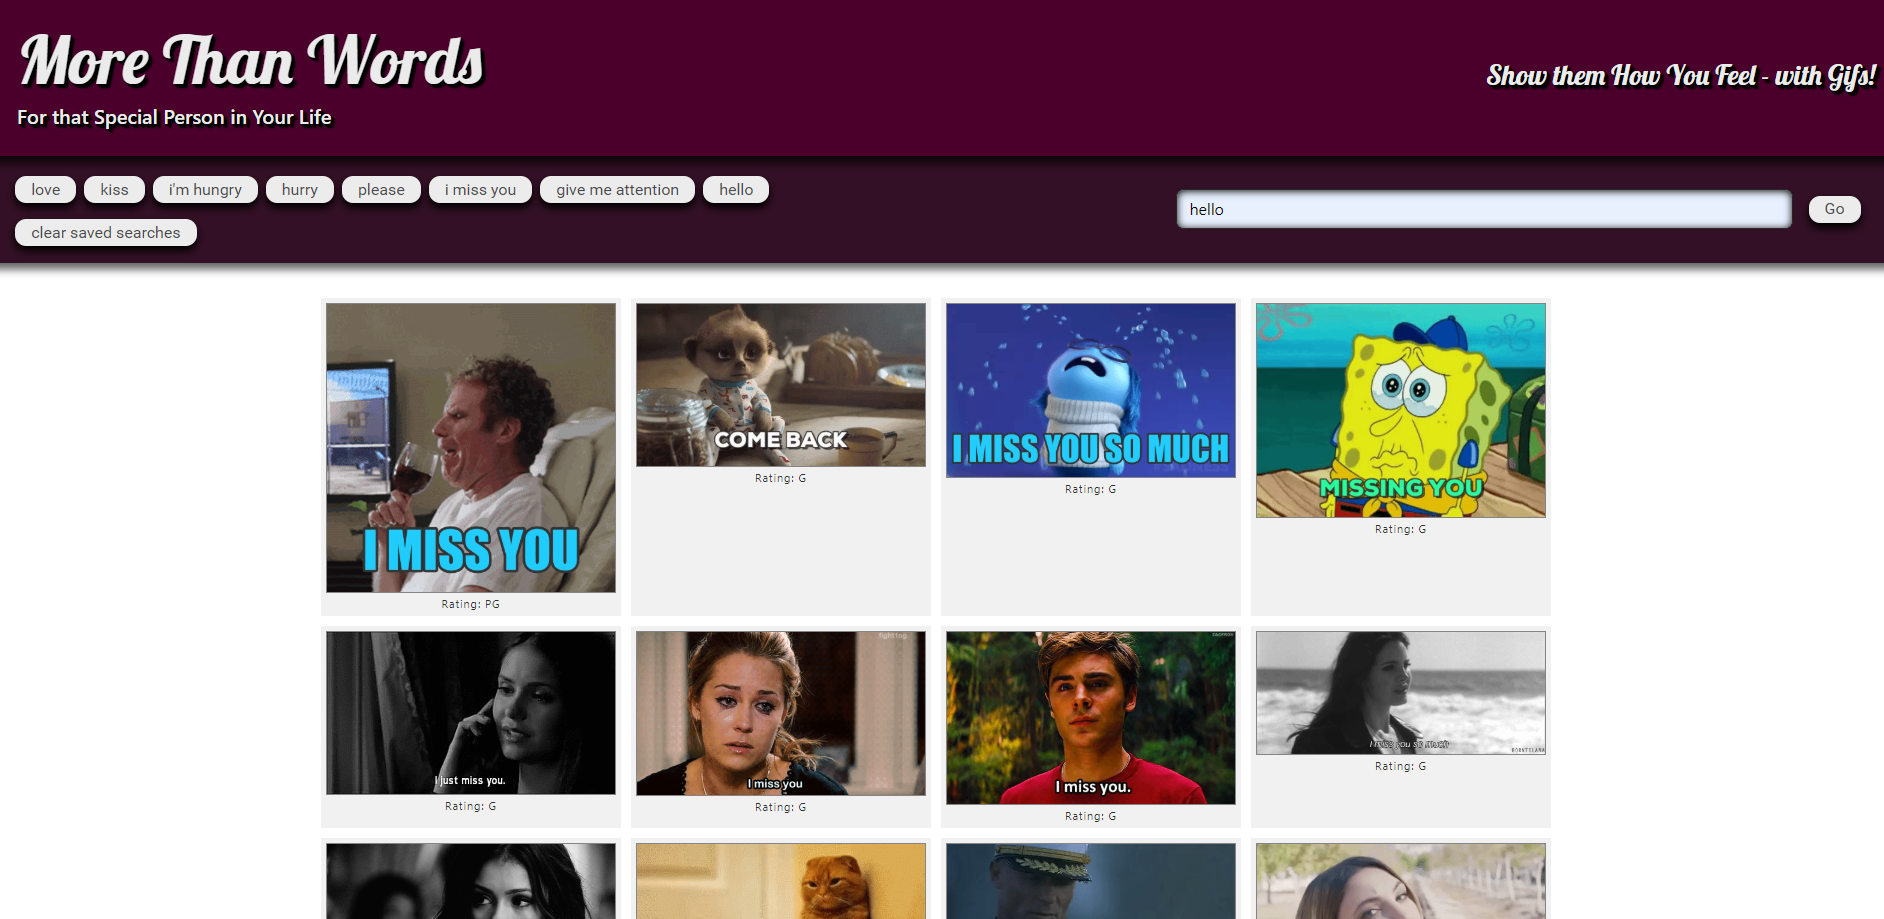 More Than Words
For that Special Person in Your Life
Show them How You Feel - with Gifs!
love kiss i'm hungry hurry please i miss you give me attention hello
clear saved searches
hello Go
I MISS YOU
Rating: PG
COME BACK
Rating: G
I MISS YOU SO MUCH
Rating: G
MISSING YOU
Rating: G
I just miss you.
Rating: G
I miss you
Rating: G
I miss you.
Rating: G
I miss you so much
Rating: G